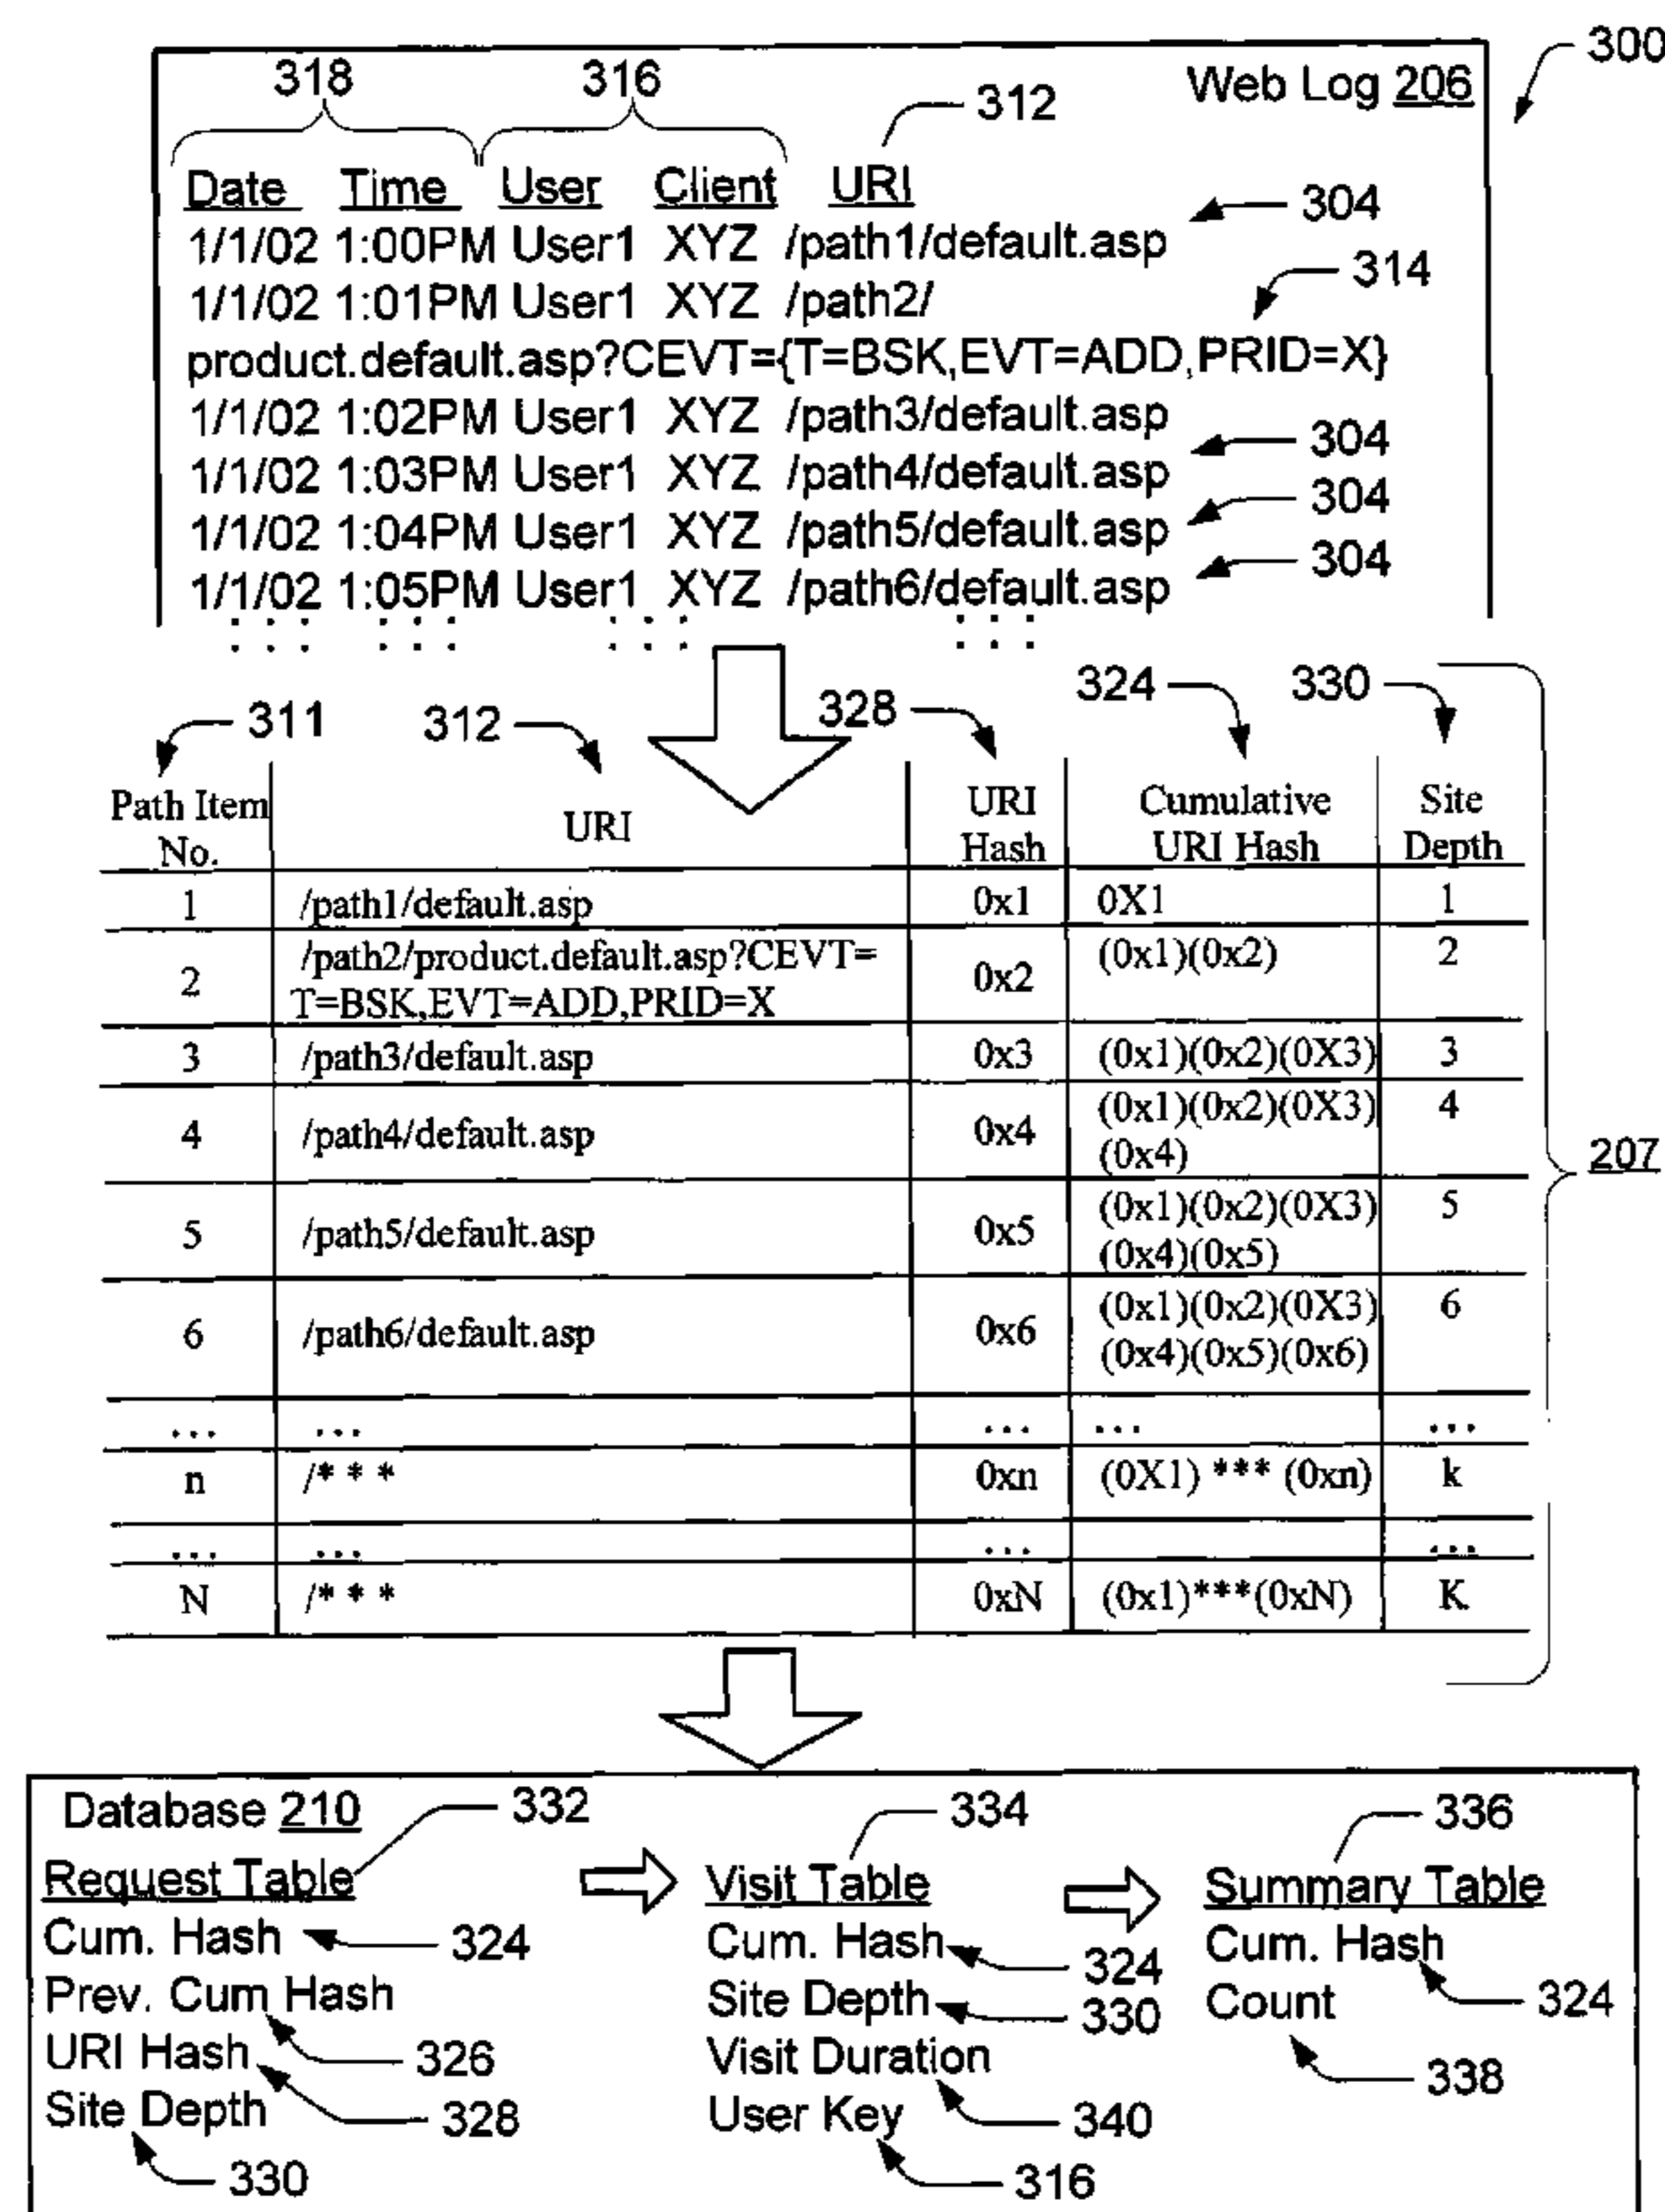 300
318 316 312 Web Log 206
Date Time User Client URI
304
1/1/02 1:00PM User1 XYZ /path1/default.asp
314
1/1/02 1:01PM User1 XYZ /path2/
product.default.asp?CEVT={T=BSK,EVT=ADD,PRID=X}
1/1/02 1:02PM User1 XYZ /path3/default.asp
304
1/1/02 1:03PM User1 XYZ /path4/default.asp
304
1/1/02 1:04PM User1 XYZ /path5/default.asp
304
1/1/02 1:05PM User1 XYZ /path6/default.asp
311 312 328 324 330
Path Item No. URI URI Hash Cumulative URI Hash Site Depth
1 /path1/default.asp 0x1 0X1 1
2 /path2/product.default.asp?CEVT= 0x2 (0x1)(0x2) 2
T=BSK,EVT=ADD,PRID=X
3 /path3/default.asp 0x3 (0x1)(0x2)(0X3) 3
4 /path4/default.asp 0x4 (0x1)(0x2)(0X3) 4
(0x4)
207
5 /path5/default.asp 0x5 (0x1)(0x2)(0X3) 5
(0x4)(0x5)
6 /path6/default.asp 0x6 (0x1)(0x2)(0X3) 6
(0x4)(0x5)(0x6)
... ... ... ... ...
n /* * * 0xn (0X1) *** (0xn) k
... ... ... ...
N /* * * 0xN (0x1)***(0xN) K
Database 210 332 334 336
Request Table Visit Table Summary Table
Cum. Hash 324 Cum. Hash 324 Cum. Hash 324
Prev. Cum Hash 326 Site Depth 330 Count 338
URI Hash 328 Visit Duration 340
Site Depth 330 User Key 316